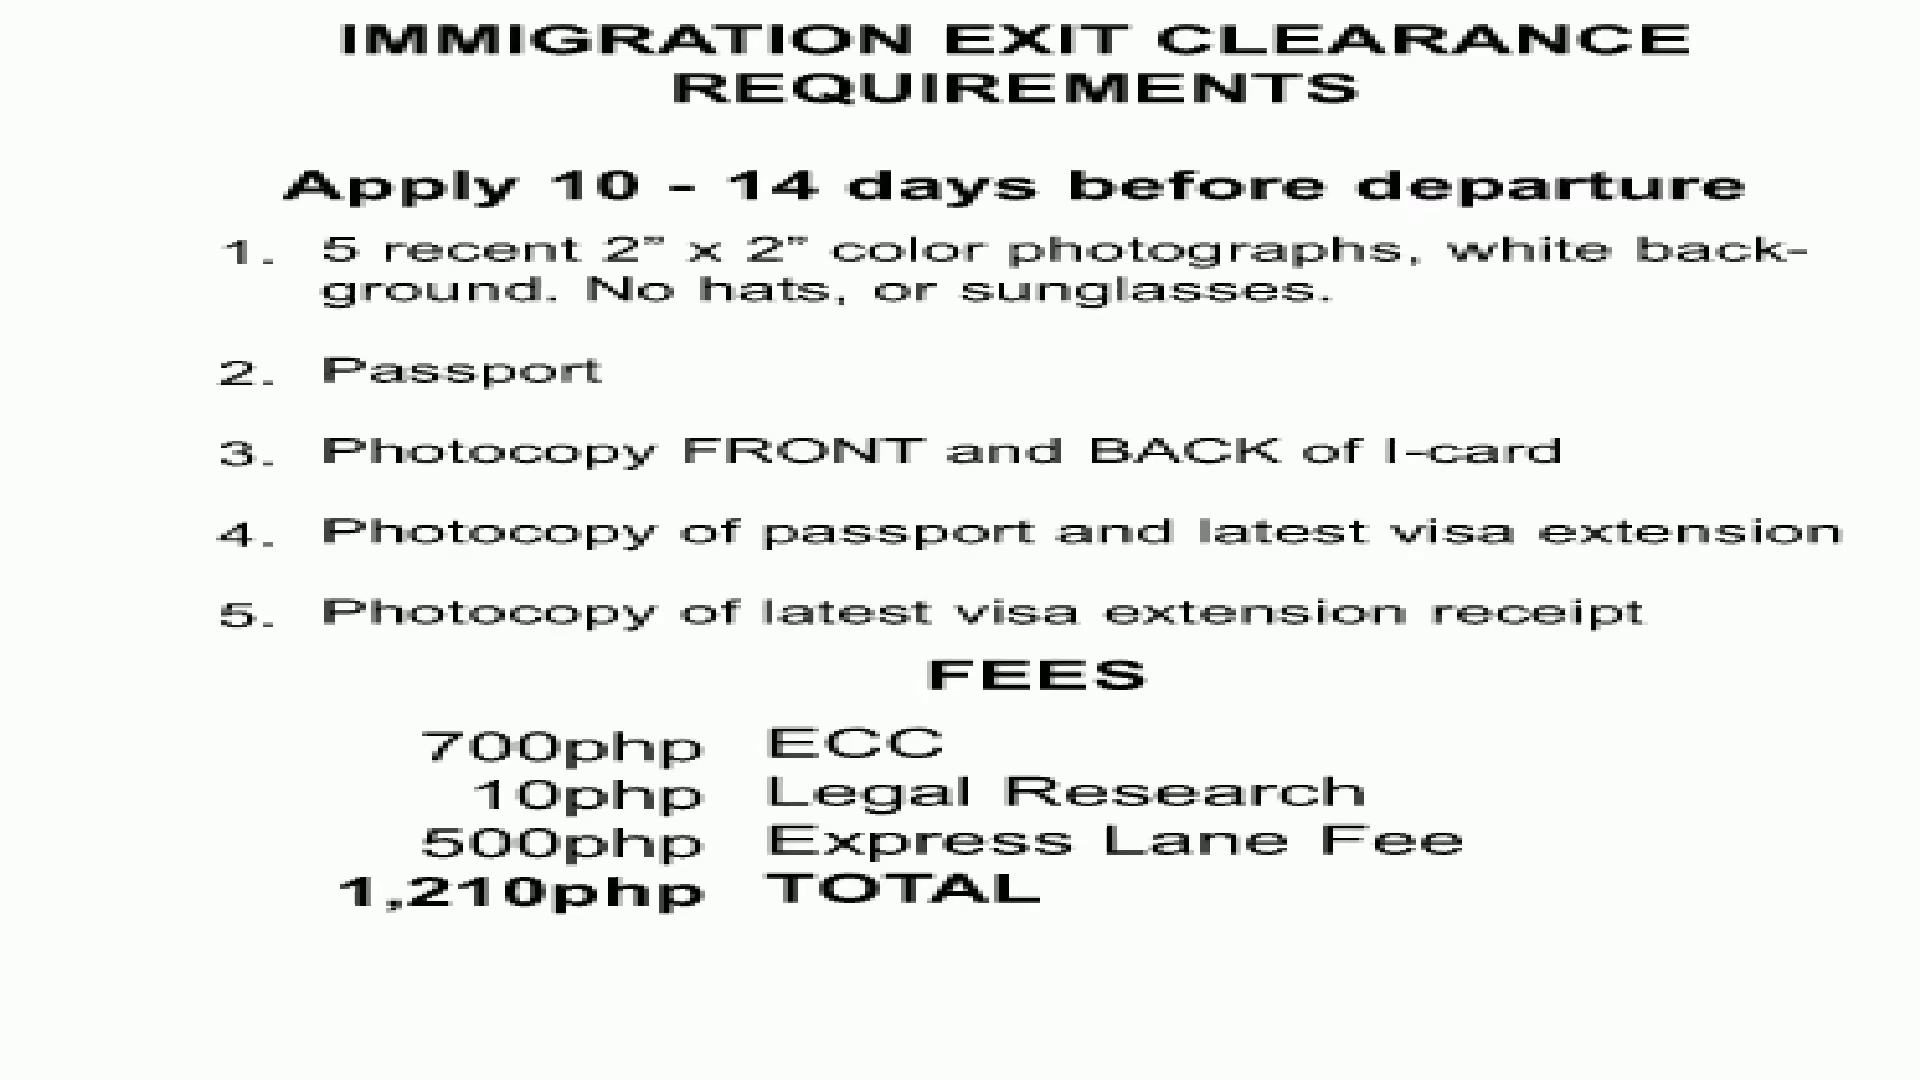 IMMIGRATION EXIT CLEARANCE
REQUIREMENTS
Apply 10 - 14 days before departure
1. 5 recent 2” x 2” color photographs, white back-
ground. No hats, or sunglasses.
2. Passport
3. Photocopy FRONT and BACK of I-card
4. Photocopy of passport and latest visa extension
5. Photocopy of latest visa extension receipt
FEES
700php ECC
10php Legal Research
500php Express Lane Fee
1,210php TOTAL